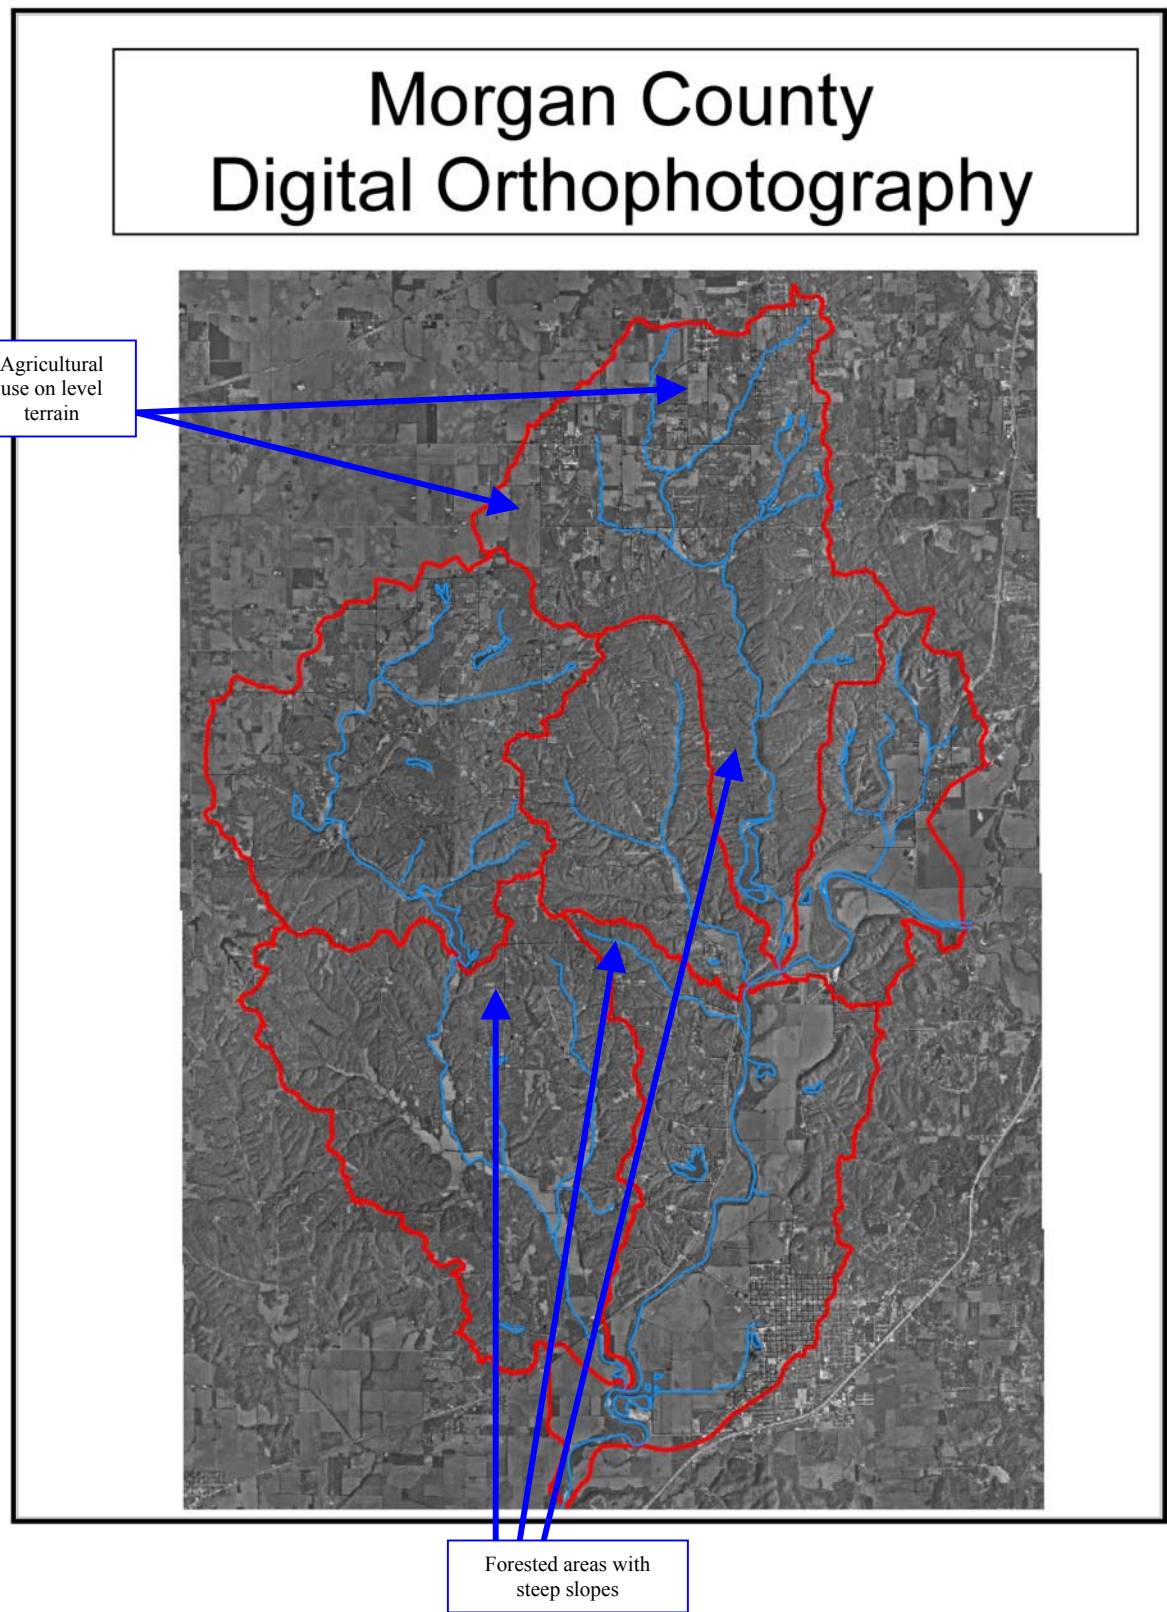 Morgan County
Digital Orthophotography
Agricultural
use on level
terrain
Forested areas with
steep slopes